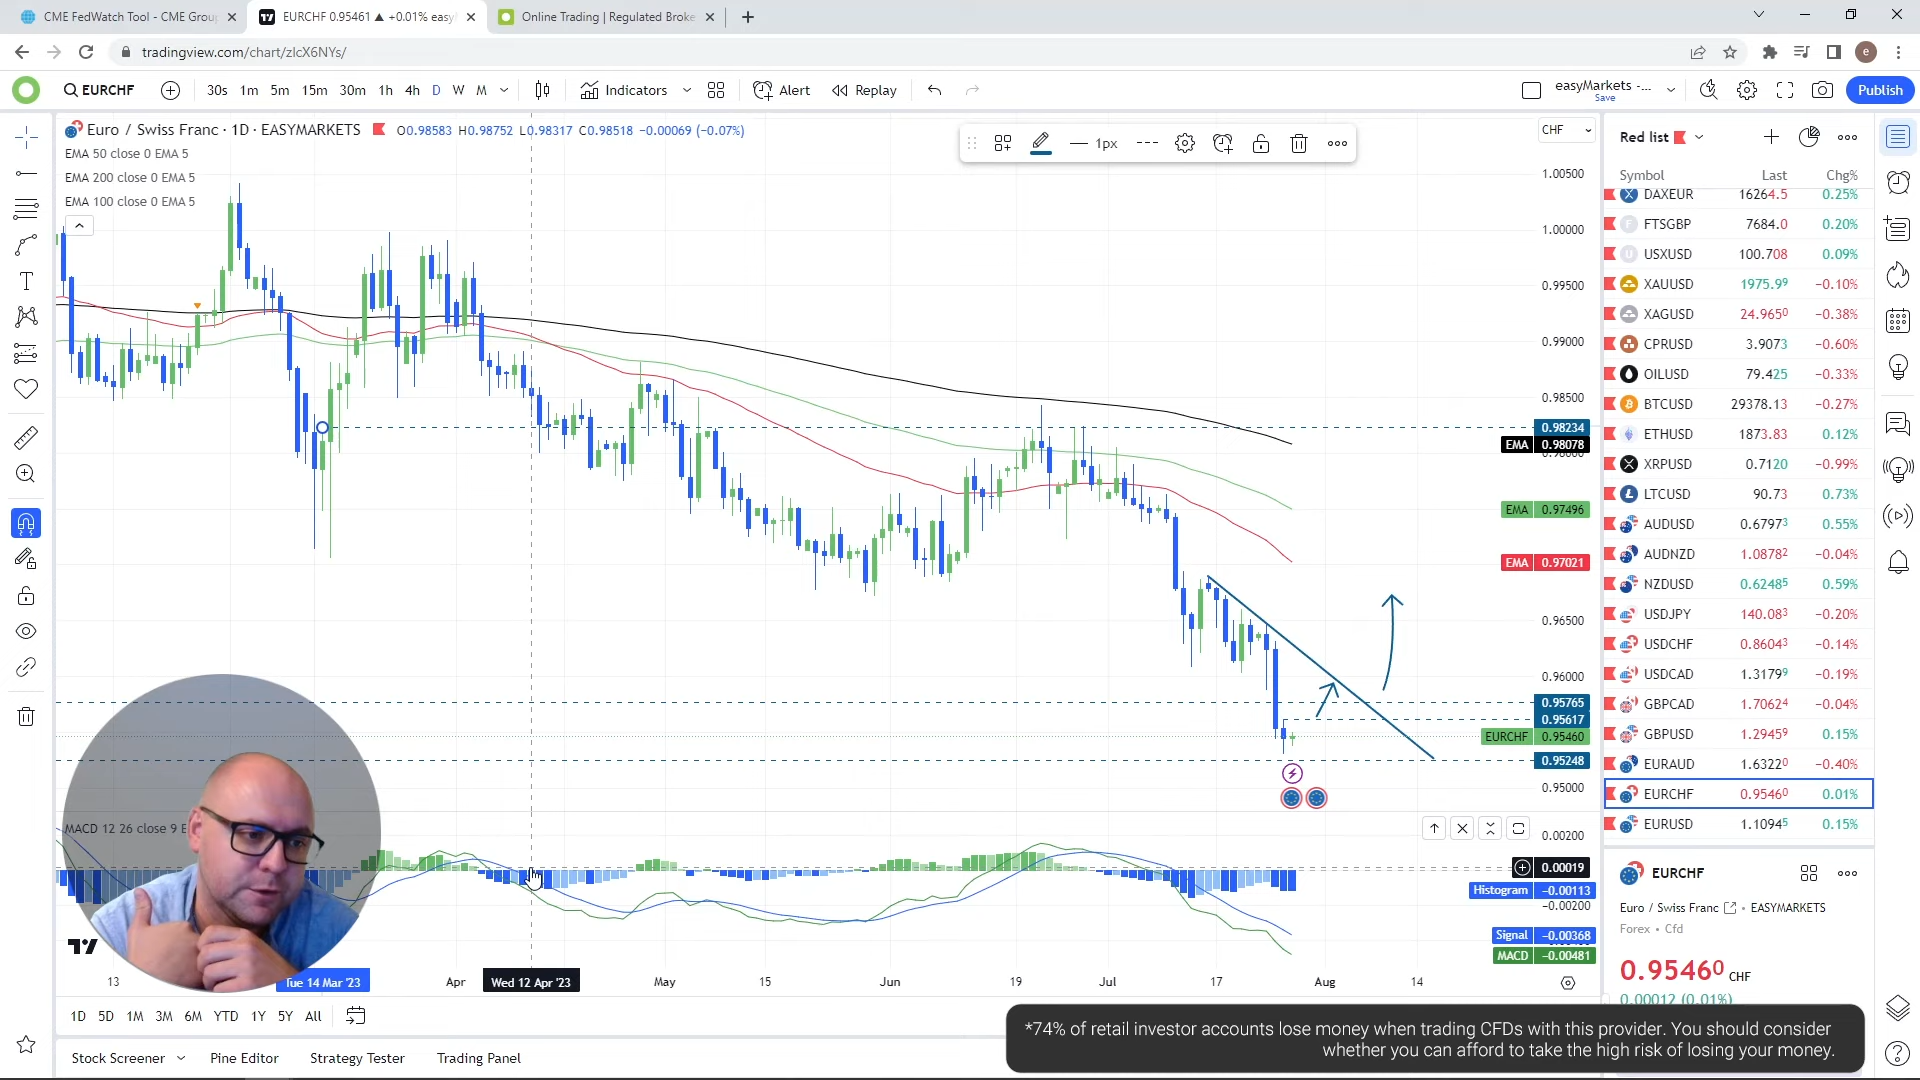 CME FedWatch Tool - CME Grou
EURCHF 0.95461 ▲ +0.01% easy
Online Trading | Regulated Broke
tradingview.com/chart/zlcX6NYs/
e
EURCHF
30s 1m 5m 15m 30m 1h 4h D W M
Indicators
Alert
Replay
easyMarkets -...
Save
Publish
Euro / Swiss Franc · 1D · EASYMARKETS
O0.98583 H0.98752 L0.98317 C0.98518 −0.00069 (−0.07%)
EMA 50 close 0 EMA 5
EMA 200 close 0 EMA 5
EMA 100 close 0 EMA 5
1px
CHF
1.00500
1.00000
0.99500
0.99000
0.98500
0.98234
EMA 0.98078
EMA 0.97496
EMA 0.97021
0.96500
0.96000
0.95765
0.95617
EURCHF 0.95460
0.95248
0.95000
MACD 12 26 close 9 E
0.00200
0.00019
Histogram −0.00113
−0.00200
Signal −0.00368
MACD −0.00481
13
Tue 14 Mar '23
Apr
Wed 12 Apr '23
May
15
Jun
19
Jul
17
Aug
14
1D 5D 1M 3M 6M YTD 1Y 5Y All
Stock Screener
Pine Editor
Strategy Tester
Trading Panel
Red list
Symbol Last Chg%
DAXEUR 16264.5 0.25%
FTSGBP 7684.0 0.20%
USXUSD 100.708 0.09%
XAUUSD 1975.99 −0.10%
XAGUSD 24.9650 −0.38%
CPRUSD 3.9073 −0.60%
OILUSD 79.425 −0.33%
BTCUSD 29378.13 −0.27%
ETHUSD 1873.83 0.12%
XRPUSD 0.7120 −0.99%
LTCUSD 90.73 0.73%
AUDUSD 0.67973 0.55%
AUDNZD 1.08782 −0.04%
NZDUSD 0.62485 0.59%
USDJPY 140.083 −0.20%
USDCHF 0.86043 −0.14%
USDCAD 1.31799 −0.19%
GBPCAD 1.70624 −0.04%
GBPUSD 1.29459 0.15%
EURAUD 1.63220 −0.40%
EURCHF 0.95460 0.01%
EURUSD 1.10945 0.15%
EURCHF
Euro / Swiss Franc • EASYMARKETS
Forex • Cfd
0.95460 CHF
0.00012 (0.01%)
*74% of retail investor accounts lose money when trading CFDs with this provider. You should consider
whether you can afford to take the high risk of losing your money.